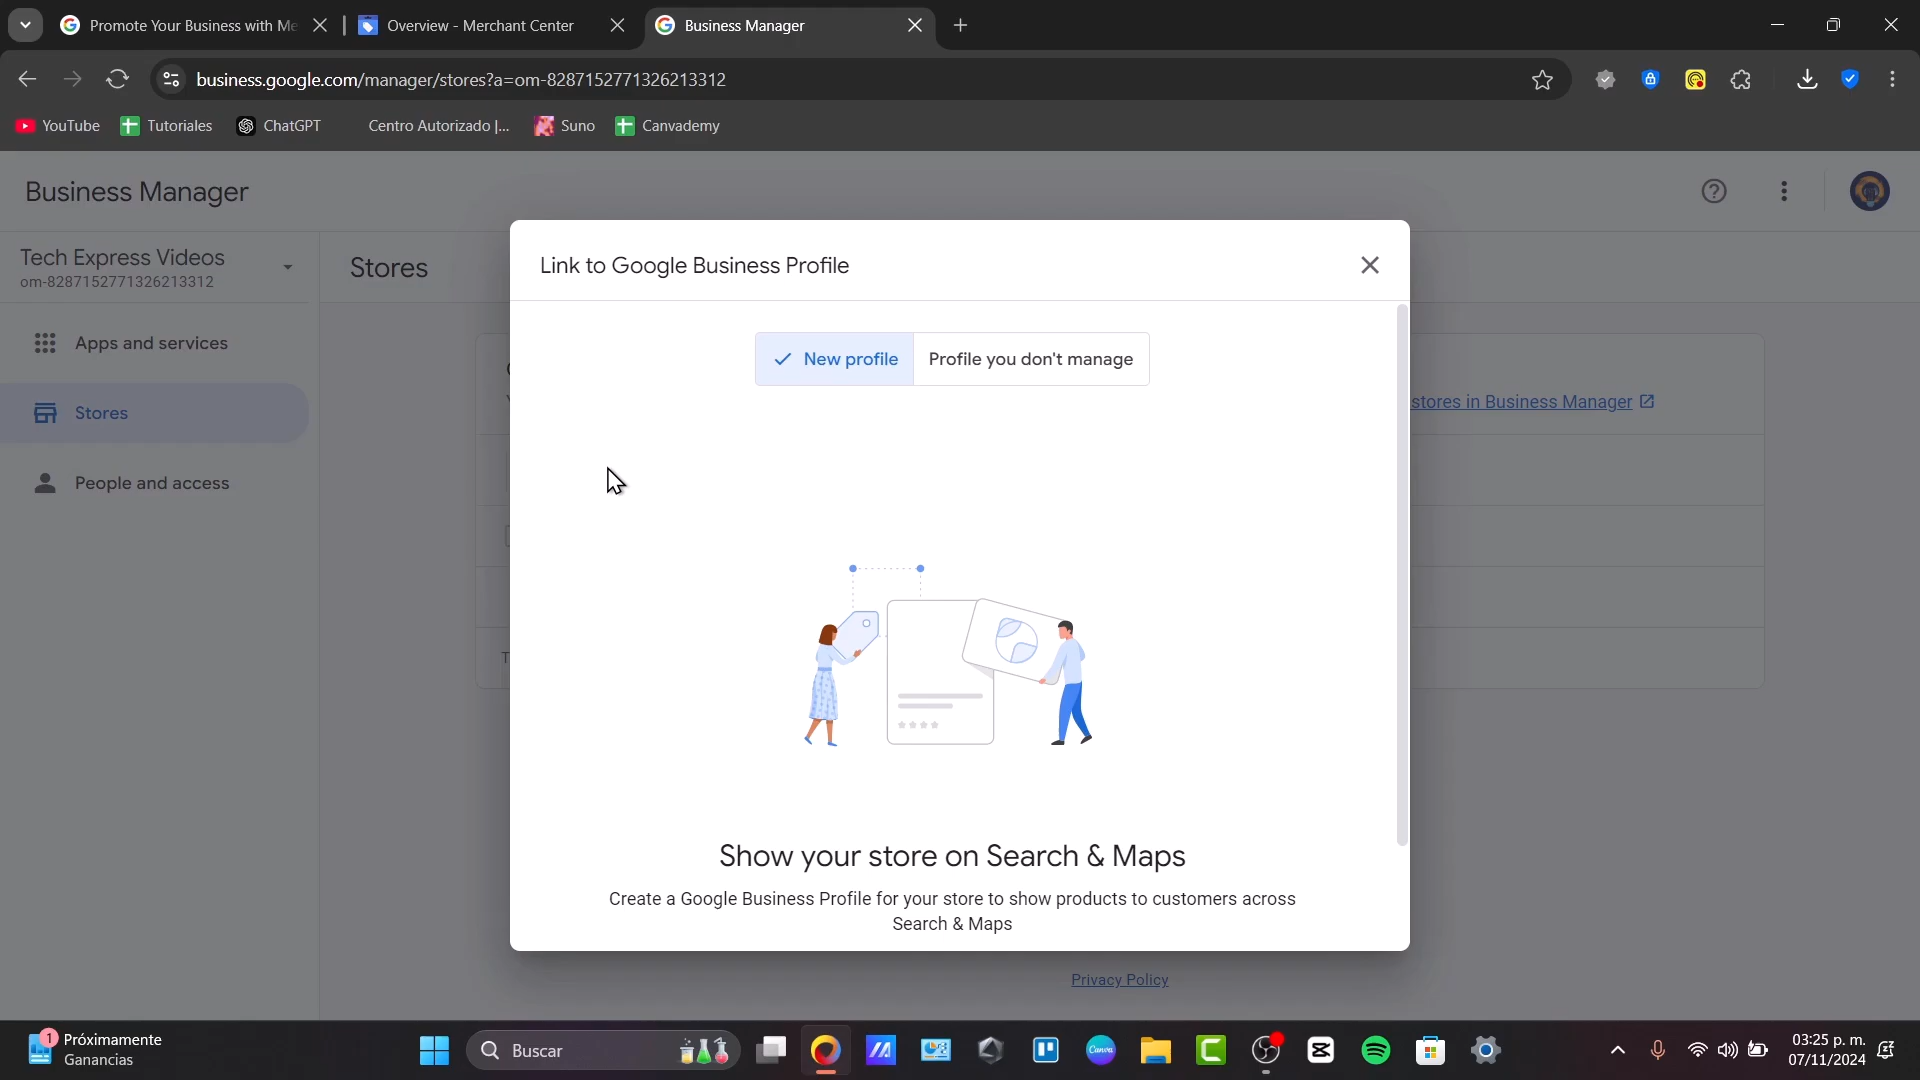 Promote Your Business with Me
Overview - Merchant Center
Business Manager
business.google.com/manager/stores?a=om-8287152771326213312
YouTube
Tutoriales
ChatGPT
Centro Autorizado |...
Suno
Canvademy
Business Manager
Tech Express Videos
om-8287152771326213312
Stores
Apps and services
Stores
People and access
Link to Google Business Profile
New profile
Profile you don't manage
stores in Business Manager
Show your store on Search & Maps
Create a Google Business Profile for your store to show products to customers across
Search & Maps
Privacy Policy
1
Próximamente
Ganancias
Buscar
Canva
03:25 p. m.
07/11/2024